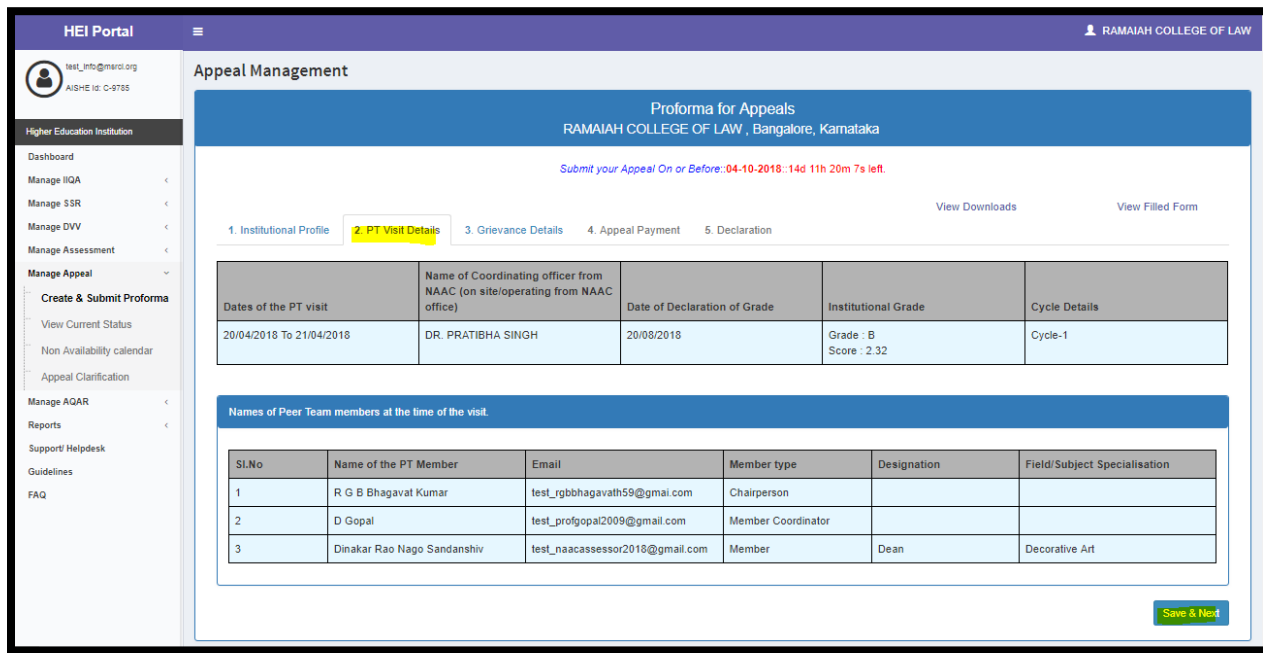 HEI Portal
RAMAIAH COLLEGE OF LAW
test_info@msrcl.org
AISHE Id: C-9785
Higher Education Institution
Dashboard
Manage IIQA
Manage SSR
Manage DVV
Manage Assessment
Manage Appeal
Create & Submit Proforma
View Current Status
Non Availability calendar
Appeal Clarification
Manage AQAR
Reports
Support/ Helpdesk
Guidelines
FAQ
Appeal Management
Proforma for Appeals
RAMAIAH COLLEGE OF LAW , Bangalore, Karnataka
Submit your Appeal On or Before::04-10-2018::14d 11h 20m 7s left.
View Downloads View Filled Form
1. Institutional Profile 2. PT Visit Details 3. Grievance Details 4. Appeal Payment 5. Declaration
Dates of the PT visit
Name of Coordinating officer from
NAAC (on site/operating from NAAC
office)
Date of Declaration of Grade
Institutional Grade
Cycle Details
20/04/2018 To 21/04/2018 DR. PRATIBHA SINGH 20/08/2018 Grade : B Cycle-1
Score : 2.32
Names of Peer Team members at the time of the visit.
Sl.No Name of the PT Member Email Member type Designation Field/Subject Specialisation
1 R G B Bhagavat Kumar test_rgbbhagavath59@gmai.com Chairperson
2 D Gopal test_profgopal2009@gmail.com Member Coordinator
3 Dinakar Rao Nago Sandanshiv test_naacassessor2018@gmail.com Member Dean Decorative Art
Save & Next